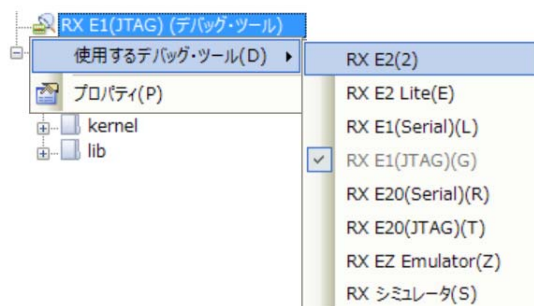 RX E1(JTAG) (デバッグ・ツール)
使用するデバッグ・ツール(D)
プロパティ(P)
kernel
lib
RX E2(2)
RX E2 Lite(E)
RX E1(Serial)(L)
RX E1(JTAG)(G)
RX E20(Serial)(R)
RX E20(JTAG)(T)
RX EZ Emulator(Z)
RX シミュレータ(S)